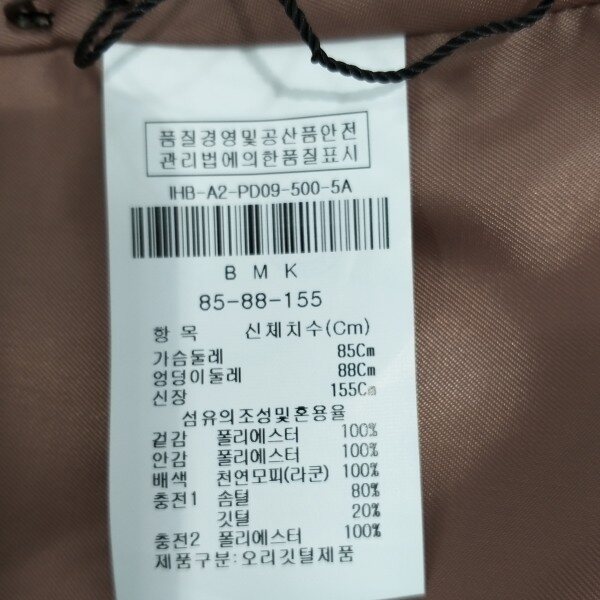 품질경영및공산품안전
관리법에의한품질표시
IHB-A2-PD09-500-5A
B M K
85-88-155
항 목 신체치수(Cm)
가슴둘레 85Cm
엉덩이둘레 88Cm
신장 155Cm
섬유의조성및혼용율
겉감 폴리에스터 100%
안감 폴리에스터 100%
배색 천연모피(라쿤) 100%
충전1 솜털 80%
깃털 20%
충전2 폴리에스터 100%
제품구분:오리깃털제품